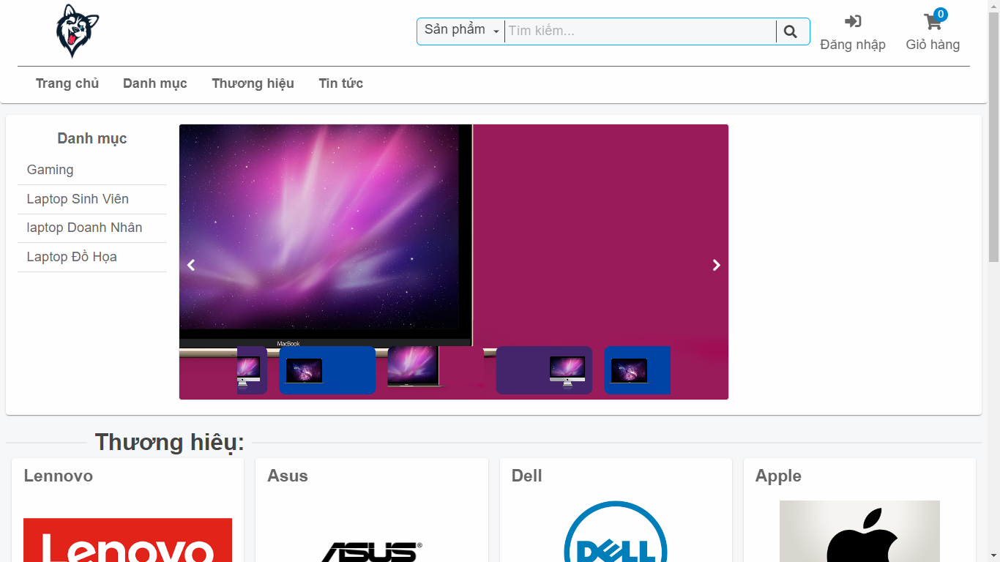 Sản phẩm
Tìm kiếm...
0
Đăng nhập
Giỏ hàng
Trang chủ
Danh mục
Thương hiệu
Tin tức
Danh mục
Gaming
Laptop Sinh Viên
laptop Doanh Nhân
Laptop Đồ Họa
MacBook
Thương hiêụ:
Lennovo
Asus
Dell
Apple
Lenovo
ASUS®
DELL